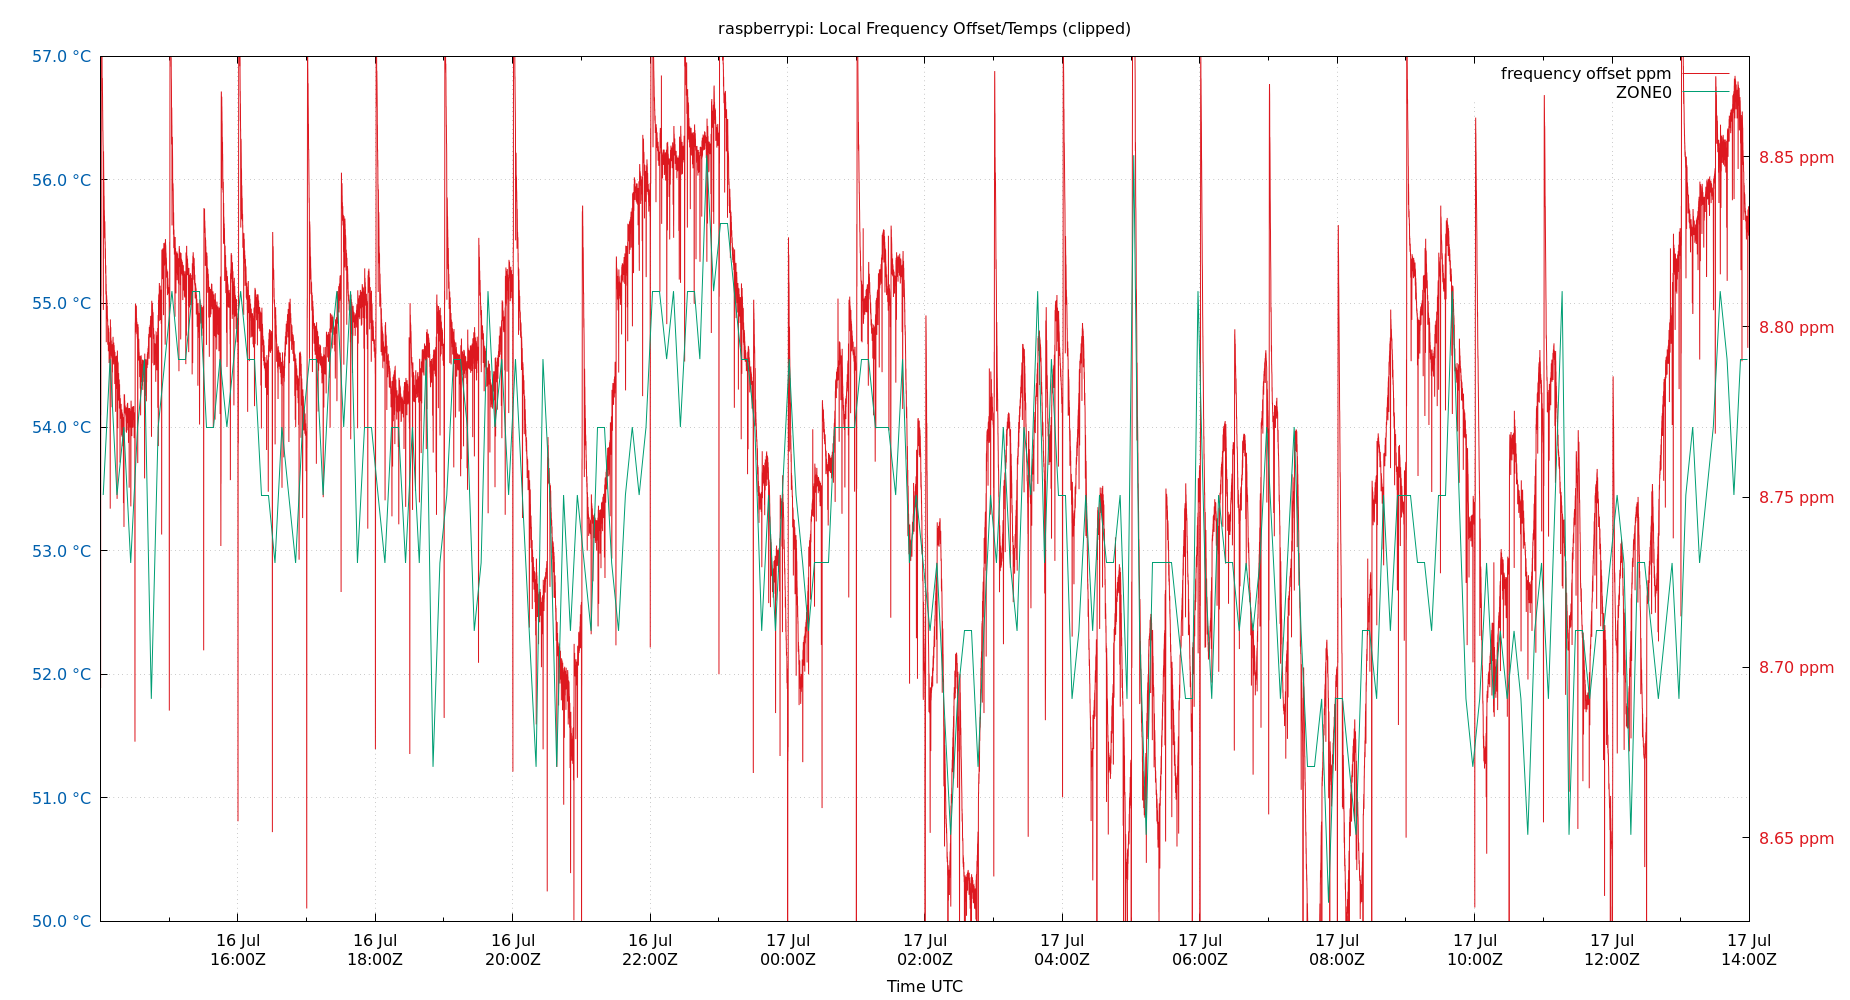 raspberrypi: Local Frequency Offset/Temps (clipped)
57.0 °C
56.0 °C
55.0 °C
54.0 °C
53.0 °C
52.0 °C
51.0 °C
50.0 °C
frequency offset ppm
ZONE0
8.85 ppm
8.80 ppm
8.75 ppm
8.70 ppm
8.65 ppm
16 Jul
16:00Z
16 Jul
18:00Z
16 Jul
20:00Z
16 Jul
22:00Z
17 Jul
00:00Z
17 Jul
02:00Z
17 Jul
04:00Z
17 Jul
06:00Z
17 Jul
08:00Z
17 Jul
10:00Z
17 Jul
12:00Z
17 Jul
14:00Z
Time UTC